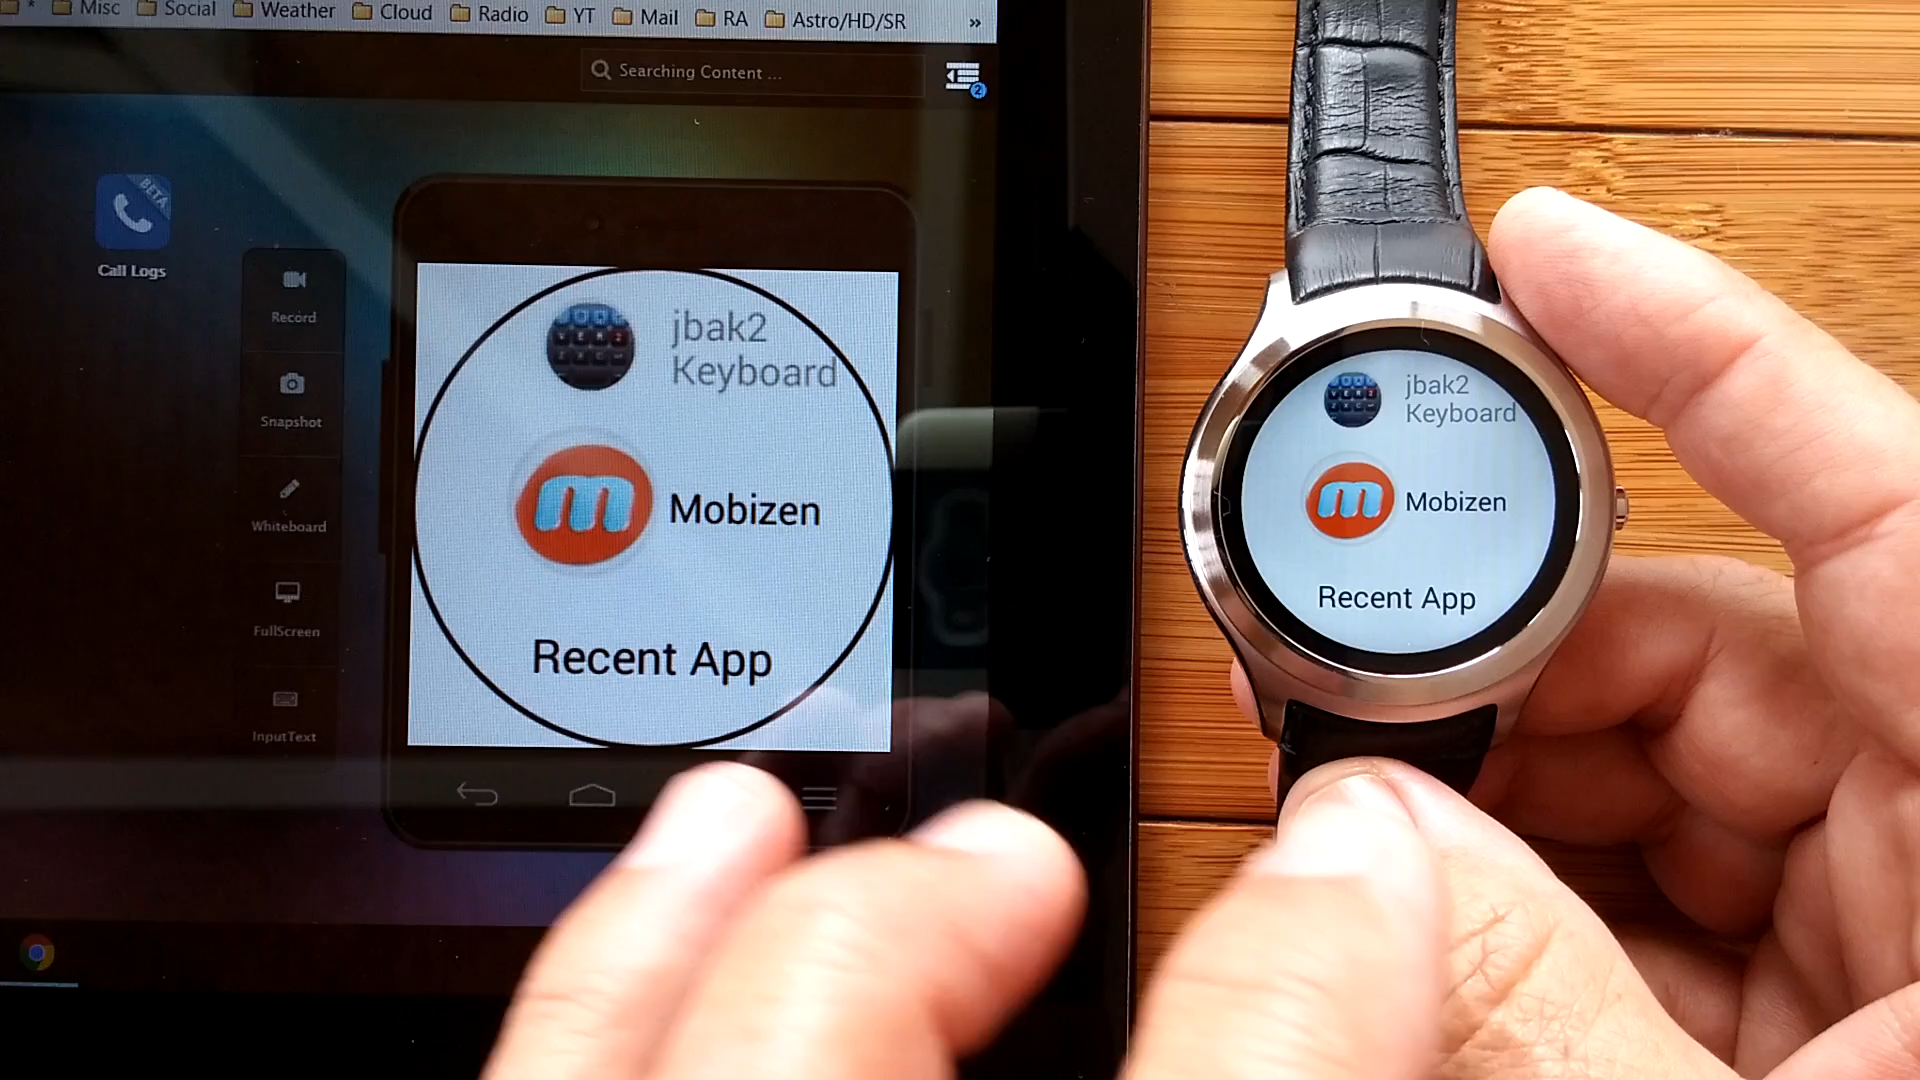 * Misc Social Weather Cloud Radio YT Mail RA Astro/HD/SR »
Searching Content ...
2
BETA
Call Logs
Record
Snapshot
Whiteboard
FullScreen
InputText
jbak2
Keyboard
m Mobizen
Recent App
jbak2
Keyboard
m Mobizen
Recent App